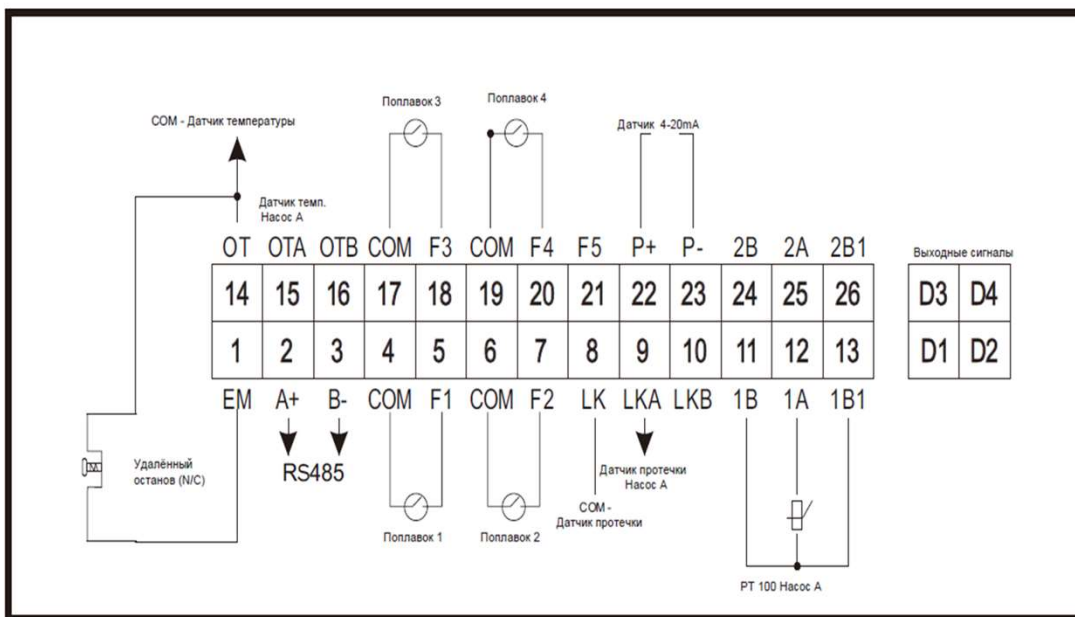 Поплавок 3
Поплавок 4
COM - Датчик температуры
Датчик 4-20mA
Датчик темп.
Насос А
OT OTA OTB COM F3 COM F4 F5 P+ P- 2B 2A 2B1
Выходные сигналы
14 15 16 17 18 19 20 21 22 23 24 25 26
D3 D4
1 2 3 4 5 6 7 8 9 10 11 12 13
D1 D2
EM A+ B- COM F1 COM F2 LK LKA LKB 1B 1A 1B1
Удалённый
останов (N/C)
RS485
Датчик протечки
Насос А
COM -
Датчик протечки
Поплавок 1
Поплавок 2
PT 100 Насос А